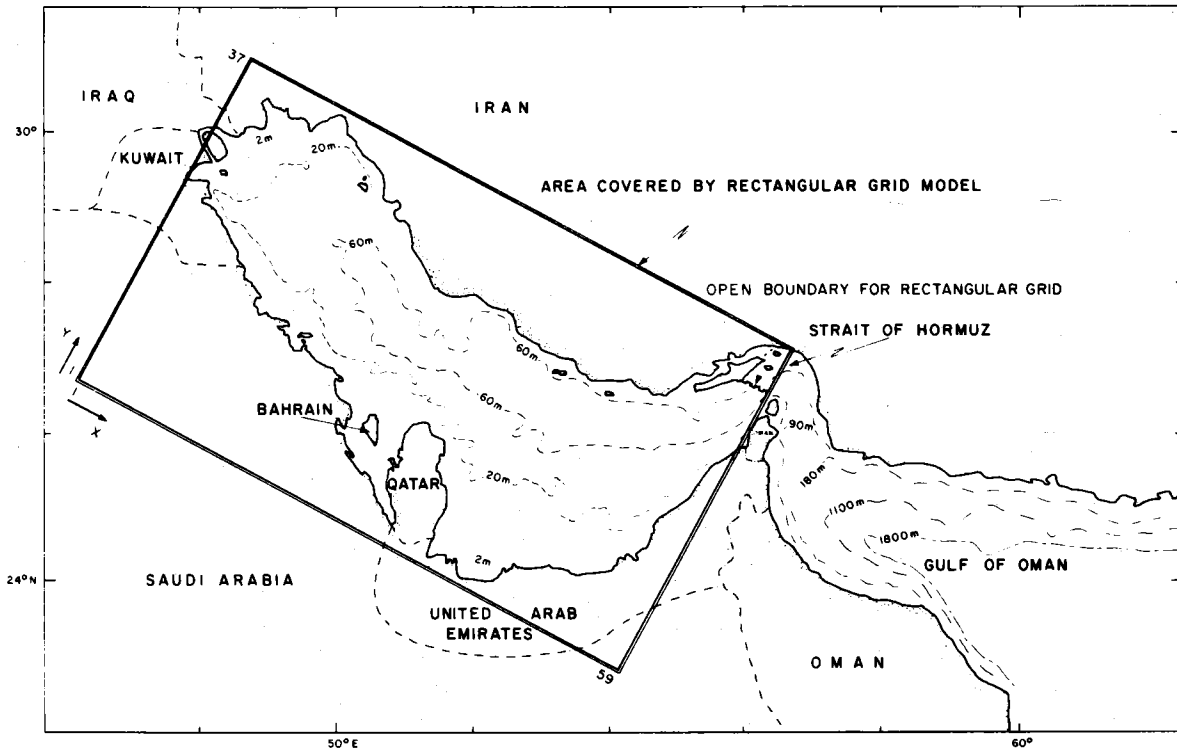 37
IRAQ
IRAN
30°
2m
20m
KUWAIT
AREA COVERED BY RECTANGULAR GRID MODEL
60m
OPEN BOUNDARY FOR RECTANGULAR GRID
STRAIT OF HORMUZ
Y
60m
X
60m
BAHRAIN
90m
180m
QATAR
20m
1100m
1800m
2m
GULF OF OMAN
24°N
SAUDI ARABIA
UNITED ARAB
EMIRATES
OMAN
59
50°E
60°